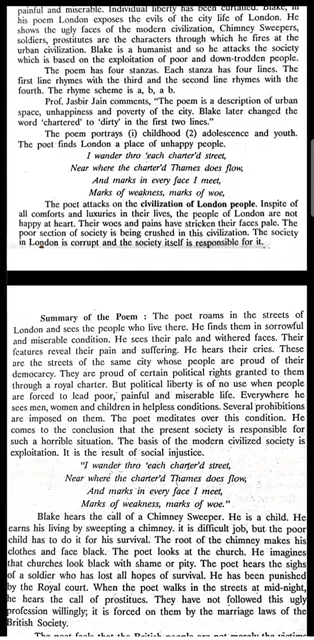 painful and miserable. Individual liberty has been curtailed. Blake, in
his poem London exposes the evils of the city life of London. He
shows the ugly faces of the modern civilization, Chimney Sweepers,
soldiers, prostitutes are the characters through which he fires at the
urban civilization. Blake is a humanist and so he attacks the society
which is based on the exploitation of poor and down-trodden people.
The poem has four stanzas. Each stanza has four lines. The
first line rhymes with the third and the second line rhymes with the
fourth. The rhyme scheme is a, b, a b.
Prof. Jasbir Jain comments, “The poem is a description of urban
space, unhappiness and poverty of the city. Blake later changed the
word ‘chartered’ to ‘dirty’ in the first two lines.”
The poem portrays (i) childhood (2) adolescence and youth.
The poet finds London a place of unhappy people.
I wander thro ‘each charter’d street,
Near where the charter’d Thames does flow,
And marks in every face I meet,
Marks of weakness, marks of woe,
The poet attacks on the civilization of London people. Inspite of
all comforts and luxuries in their lives, the people of London are not
happy at heart. Their woes and pains have stricken their faces pale. The
poor section of society is being crushed in this civilization. The society
in London is corrupt and the society itself is responsible for it.
Summary of the Poem : The poet roams in the streets of
London and sees the people who live there. He finds them in sorrowful
and miserable condition. He sees their pale and withered faces. Their
features reveal their pain and suffering. He hears their cries. These
are the streets of the same city whose people are proud of their
democarcy. They are proud of certain political rights granted to them
through a royal charter. But political liberty is of no use when people
are forced to lead poor, painful and miserable life. Everywhere he
sees men, women and children in helpless conditions. Several prohibitions
are imposed on them. The poet meditates over this condition. He
comes to the conclusion that the present society is responsible for
such a horrible situation. The basis of the modern civilized society is
exploitation. It is the result of social injustice.
“I wander thro ‘each charter’d street,
Near where the charter’d Thames does flow,
And marks in every face I meet,
Marks of weakness, marks of woe.”
Blake hears the call of a Chimney Sweeper. He is a child. He
earns his living by sweepting a chimney. it is difficult job, but the poor
child has to do it for his survival. The root of the chimney makes his
clothes and face black. The poet looks at the church. He imagines
that churches look black with shame or pity. The poet hears the sighs
of a soldier who has lost all hopes of survival. He has been punished
by the Royal court. When the poet walks in the streets at mid-night,
he hears the call of prostitutes. They have not followed this ugly
profession willingly; it is forced on them by the marriage laws of the
British Society.
The poet feels that the British people are not merely the victims